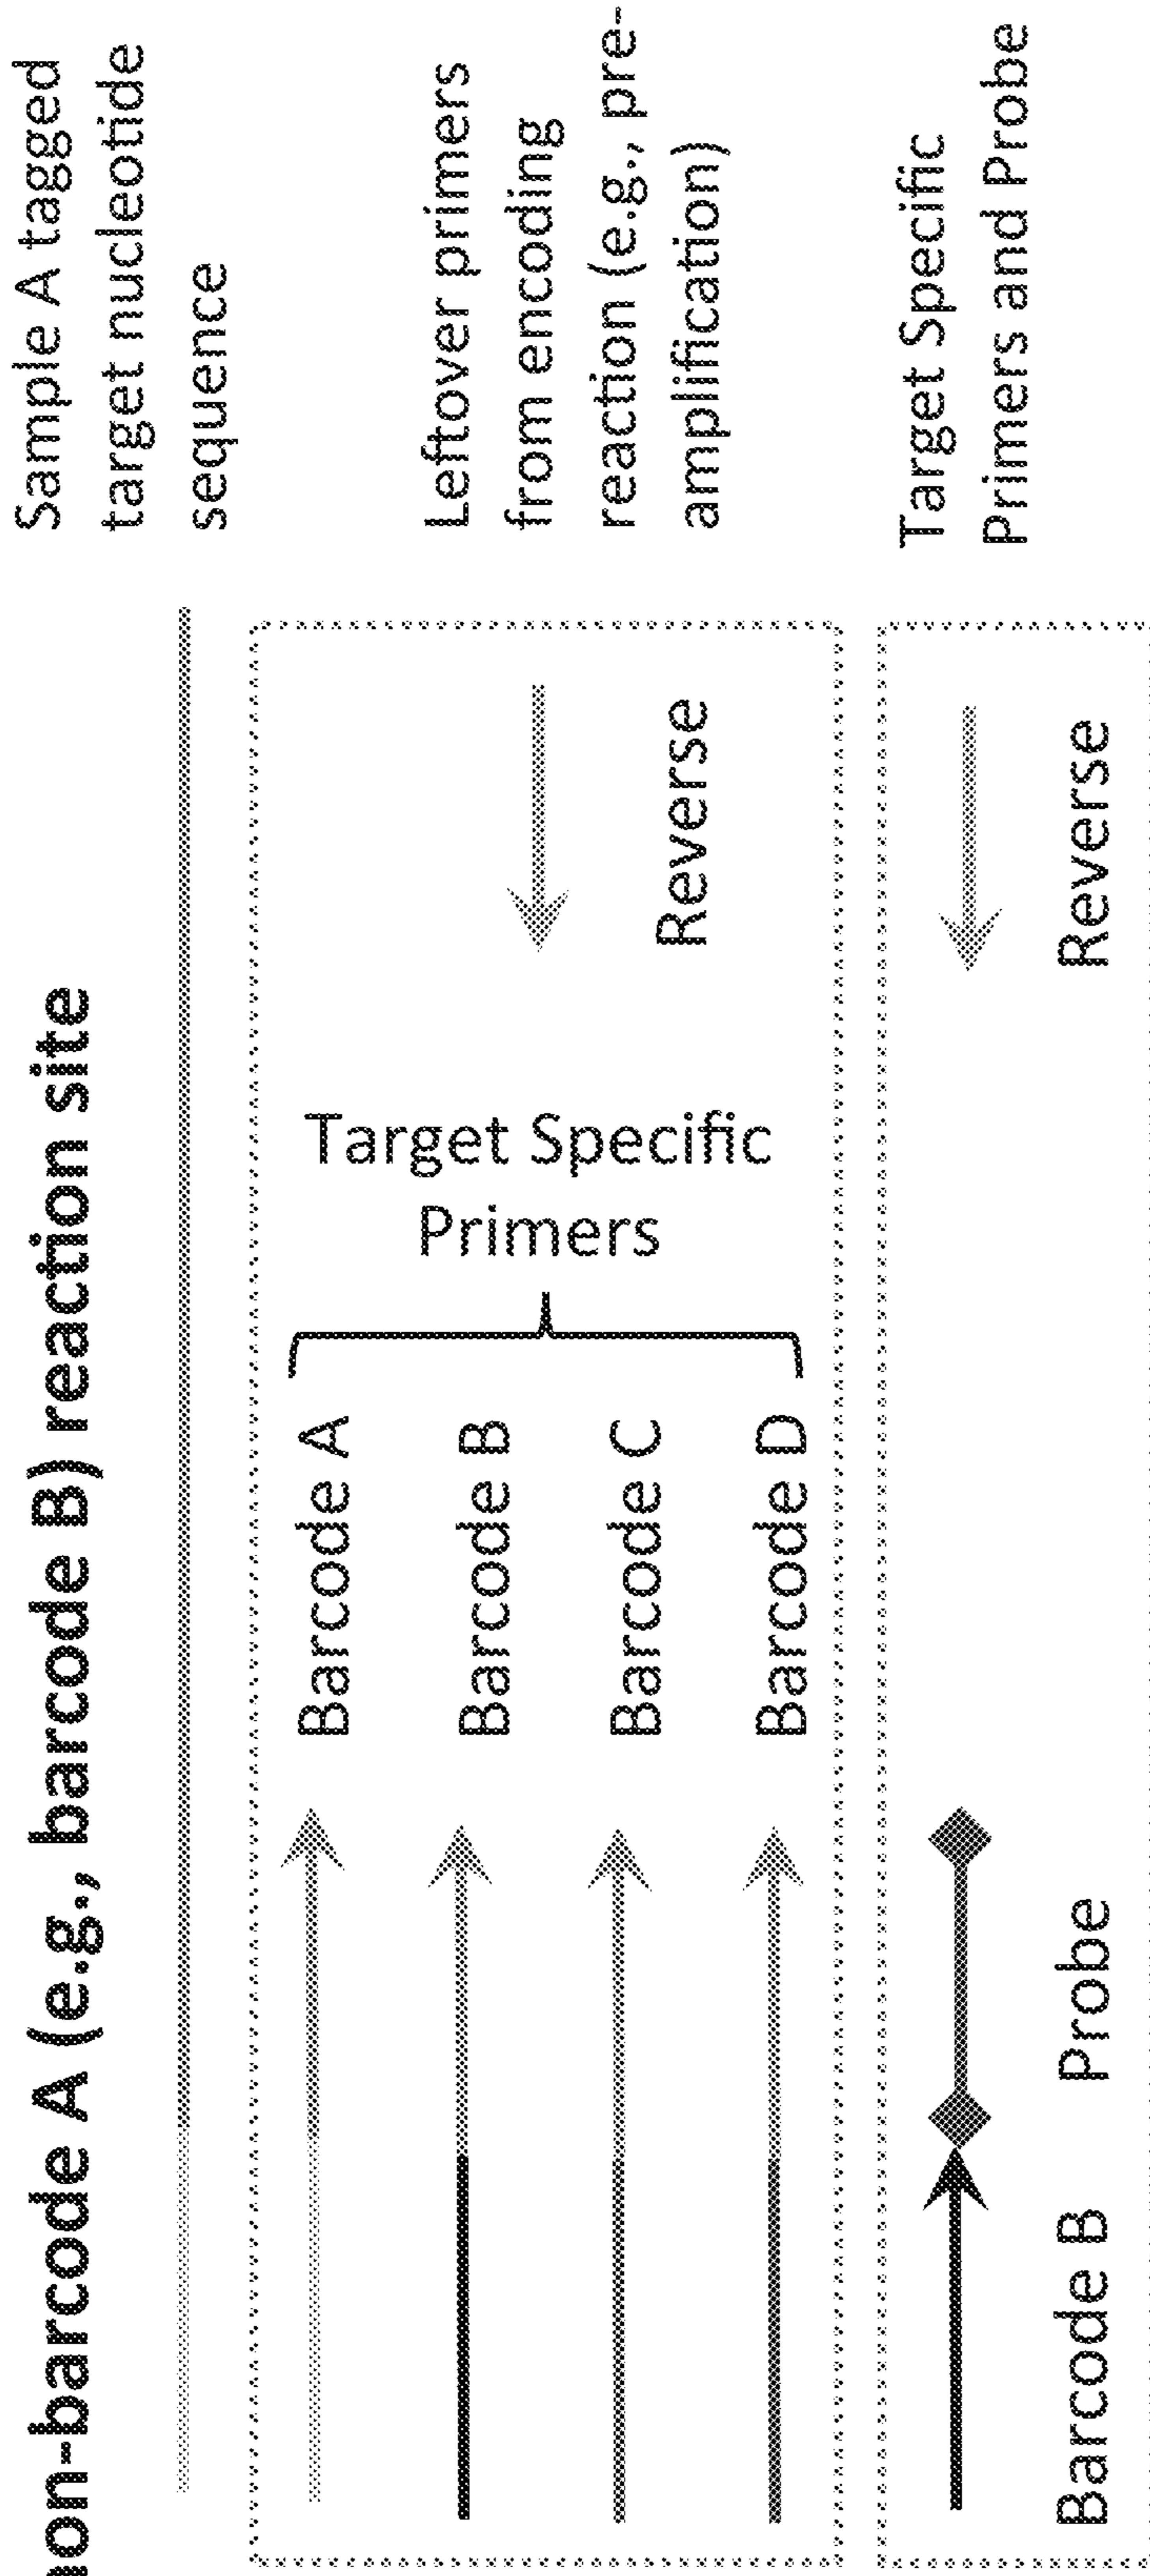 non-barcode A (e.g., barcode B) reaction site
Sample A tagged
target nucleotide
sequence
Barcode A
Barcode B
Barcode C
Barcode D
Target Specific
Primers
Reverse
Leftover primers
from encoding
reaction (e.g., pre-
amplification)
Barcode B
Probe
Reverse
Target Specific
Primers and Probe